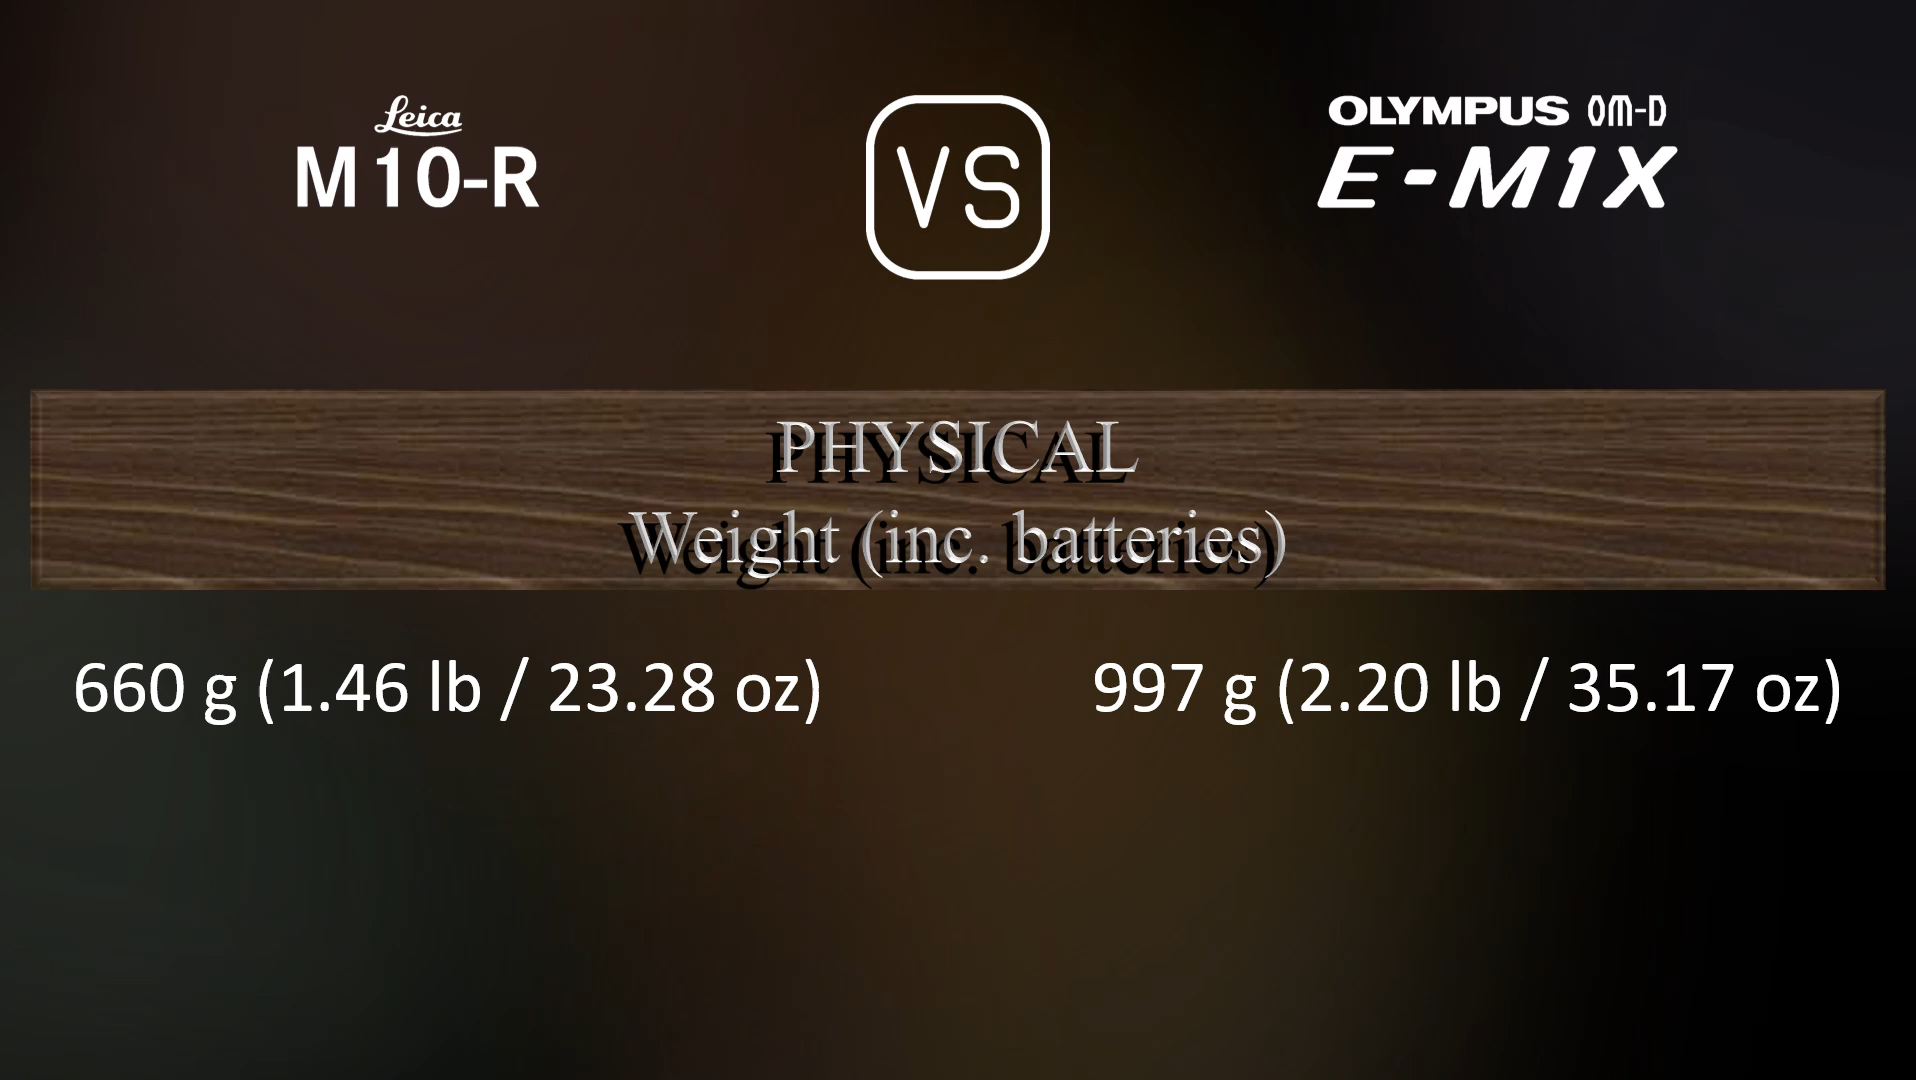 Leica
M10-R
VS
OLYMPUS OM-D
E-M1X
PHYSICAL
Weight (inc. batteries)
660 g (1.46 lb / 23.28 oz)
997 g (2.20 lb / 35.17 oz)